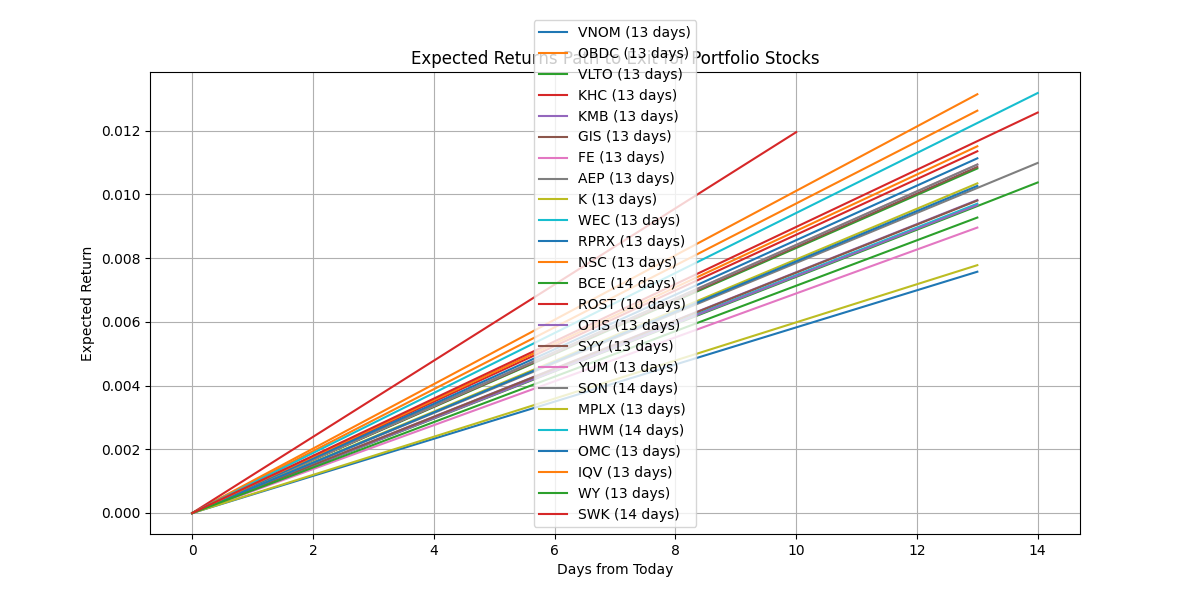 Expected Returns Path to Exit for Portfolio Stocks
VNOM (13 days)
OBDC (13 days)
VLTO (13 days)
KHC (13 days)
KMB (13 days)
GIS (13 days)
FE (13 days)
AEP (13 days)
K (13 days)
WEC (13 days)
RPRX (13 days)
NSC (13 days)
BCE (14 days)
ROST (10 days)
OTIS (13 days)
SYY (13 days)
YUM (13 days)
SON (14 days)
MPLX (13 days)
HWM (14 days)
OMC (13 days)
IQV (13 days)
WY (13 days)
SWK (14 days)
Expected Return
0.012
0.010
0.008
0.006
0.004
0.002
0.000
0 2 4 6 8 10 12 14
Days from Today